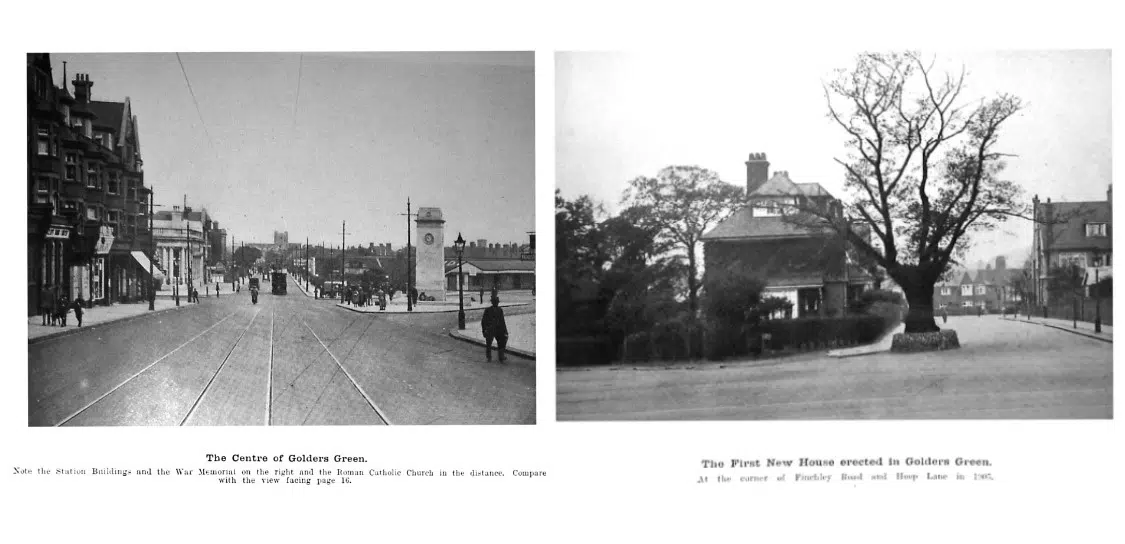 The Centre of Golders Green.
Note the Station Buildings and the War Memorial on the right and the Roman Catholic Church in the distance. Compare
with the view facing page 16.
The First New House erected in Golders Green.
At the corner of Finchley Road and Hoop Lane in 1905.